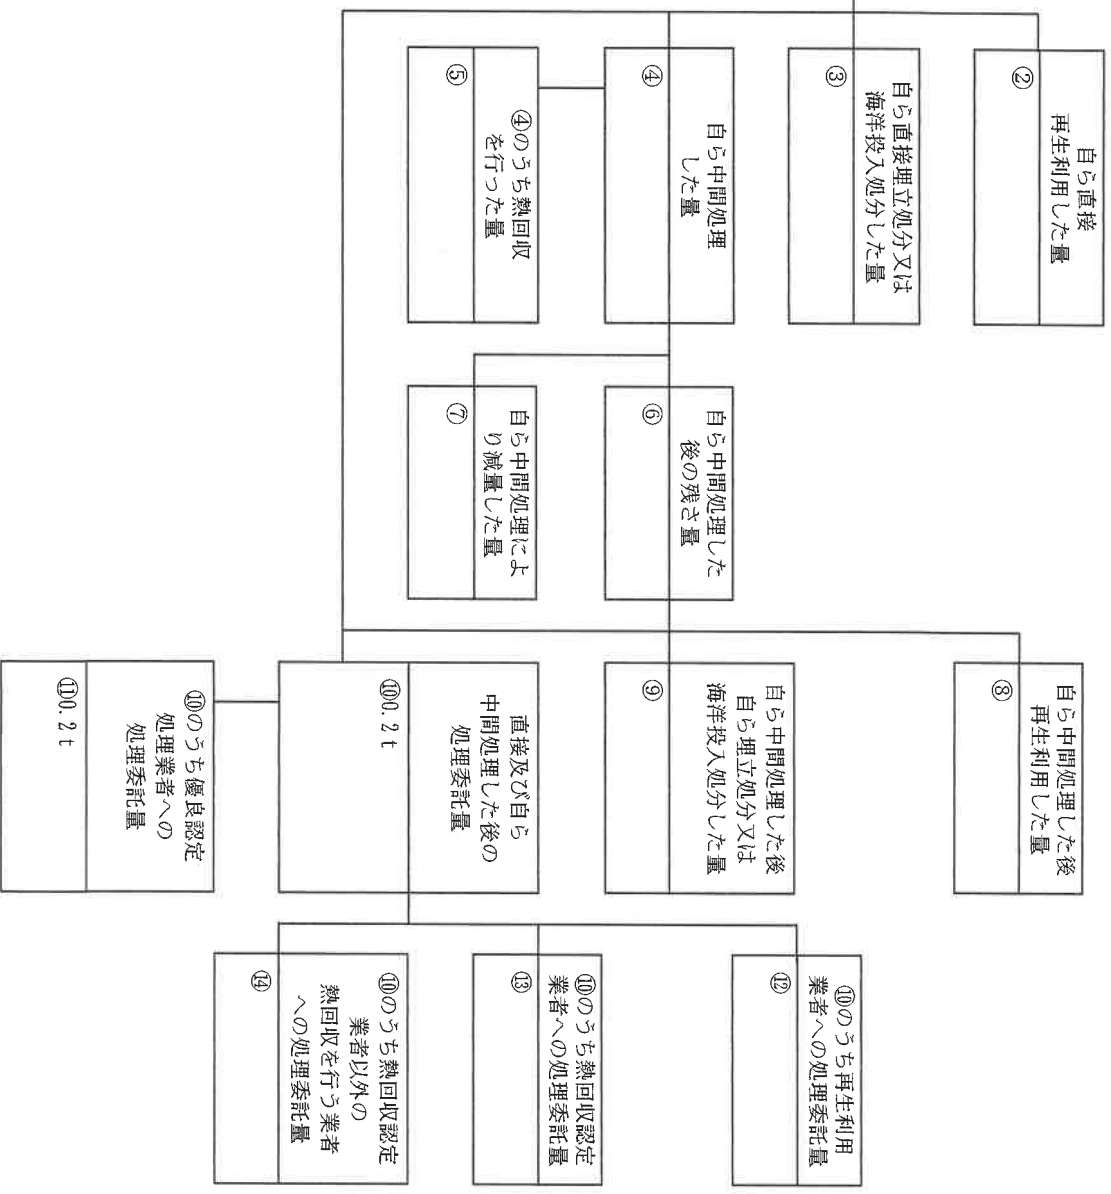 自ら直接
再生利用した量
②
自ら直接埋立処分又は
海洋投入処分した量
③
自ら中間処理
した量
④
④のうち熱回収
を行った量
⑤
自ら中間処理した
後の残さ量
⑥
自ら中間処理によ
り減量した量
⑦
自ら中間処理した後
再生利用した量
⑧
自ら中間処理した後
自ら埋立処分又は
海洋投入処分した量
⑨
直接及び自ら
中間処理した後の
処理委託量
⑩0.2ｔ
⑩のうち優良認定
処理業者への
処理委託量
⑪0.2ｔ
⑩のうち再生利用
業者への処理委託量
⑫
⑩のうち熱回収認定
業者への処理委託量
⑬
⑩のうち熱回収認定
業者以外の
熱回収を行う業者
への処理委託量
⑭